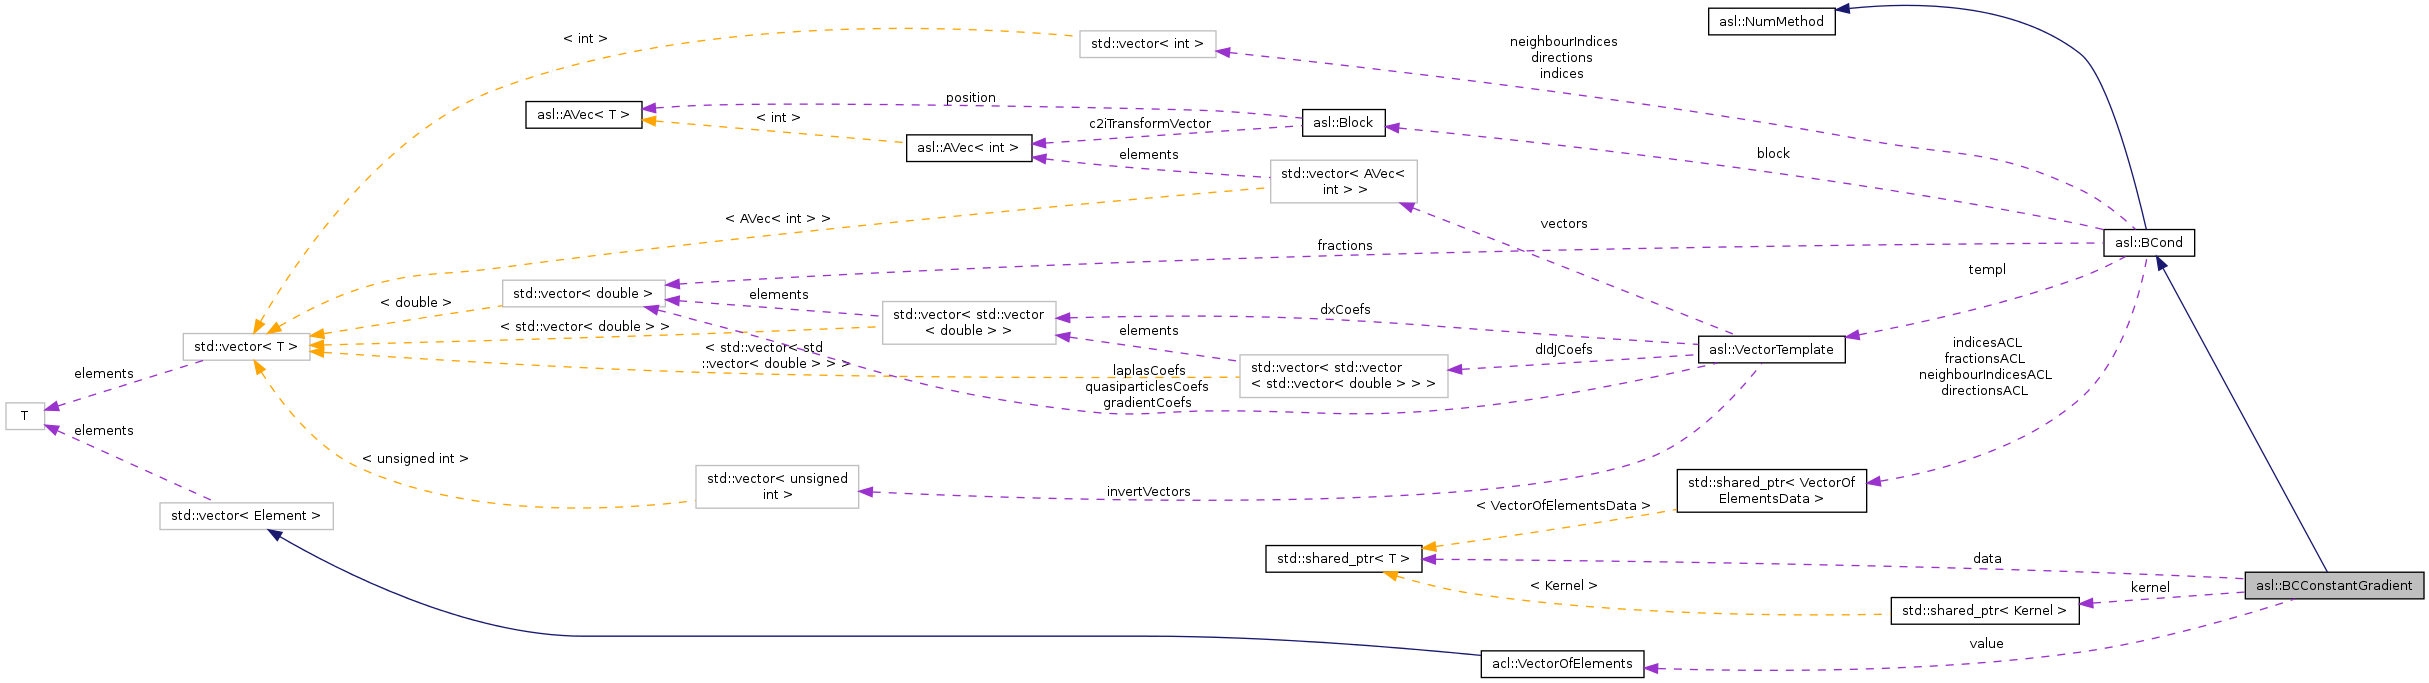 asl::NumMethod
< int >
std::vector< int >
neighbourIndices
directions
indices
position
asl::AVec< T >
< int >
c2iTransformVector
asl::Block
asl::AVec< int >
elements
block
std::vector< AVec<
int > >
< AVec< int > >
vectors
fractions
asl::BCond
templ
std::vector< double >
elements
< double >
std::vector< std::vector
< double > >
dxCoefs
< std::vector< double > >
elements
std::vector< T >
< std::vector< std
::vector< double > > >
dIdJCoefs
asl::VectorTemplate
indicesACL
fractionsACL
neighbourIndicesACL
directionsACL
elements
laplasCoefs
quasiparticlesCoefs
gradientCoefs
std::vector< std::vector
< std::vector< double > > >
T
elements
< unsigned int >
std::vector< unsigned
int >
invertVectors
std::shared_ptr< VectorOf
ElementsData >
< VectorOfElementsData >
std::vector< Element >
std::shared_ptr< T >
data
< Kernel >
kernel
asl::BCConstantGradient
std::shared_ptr< Kernel >
value
acl::VectorOfElements